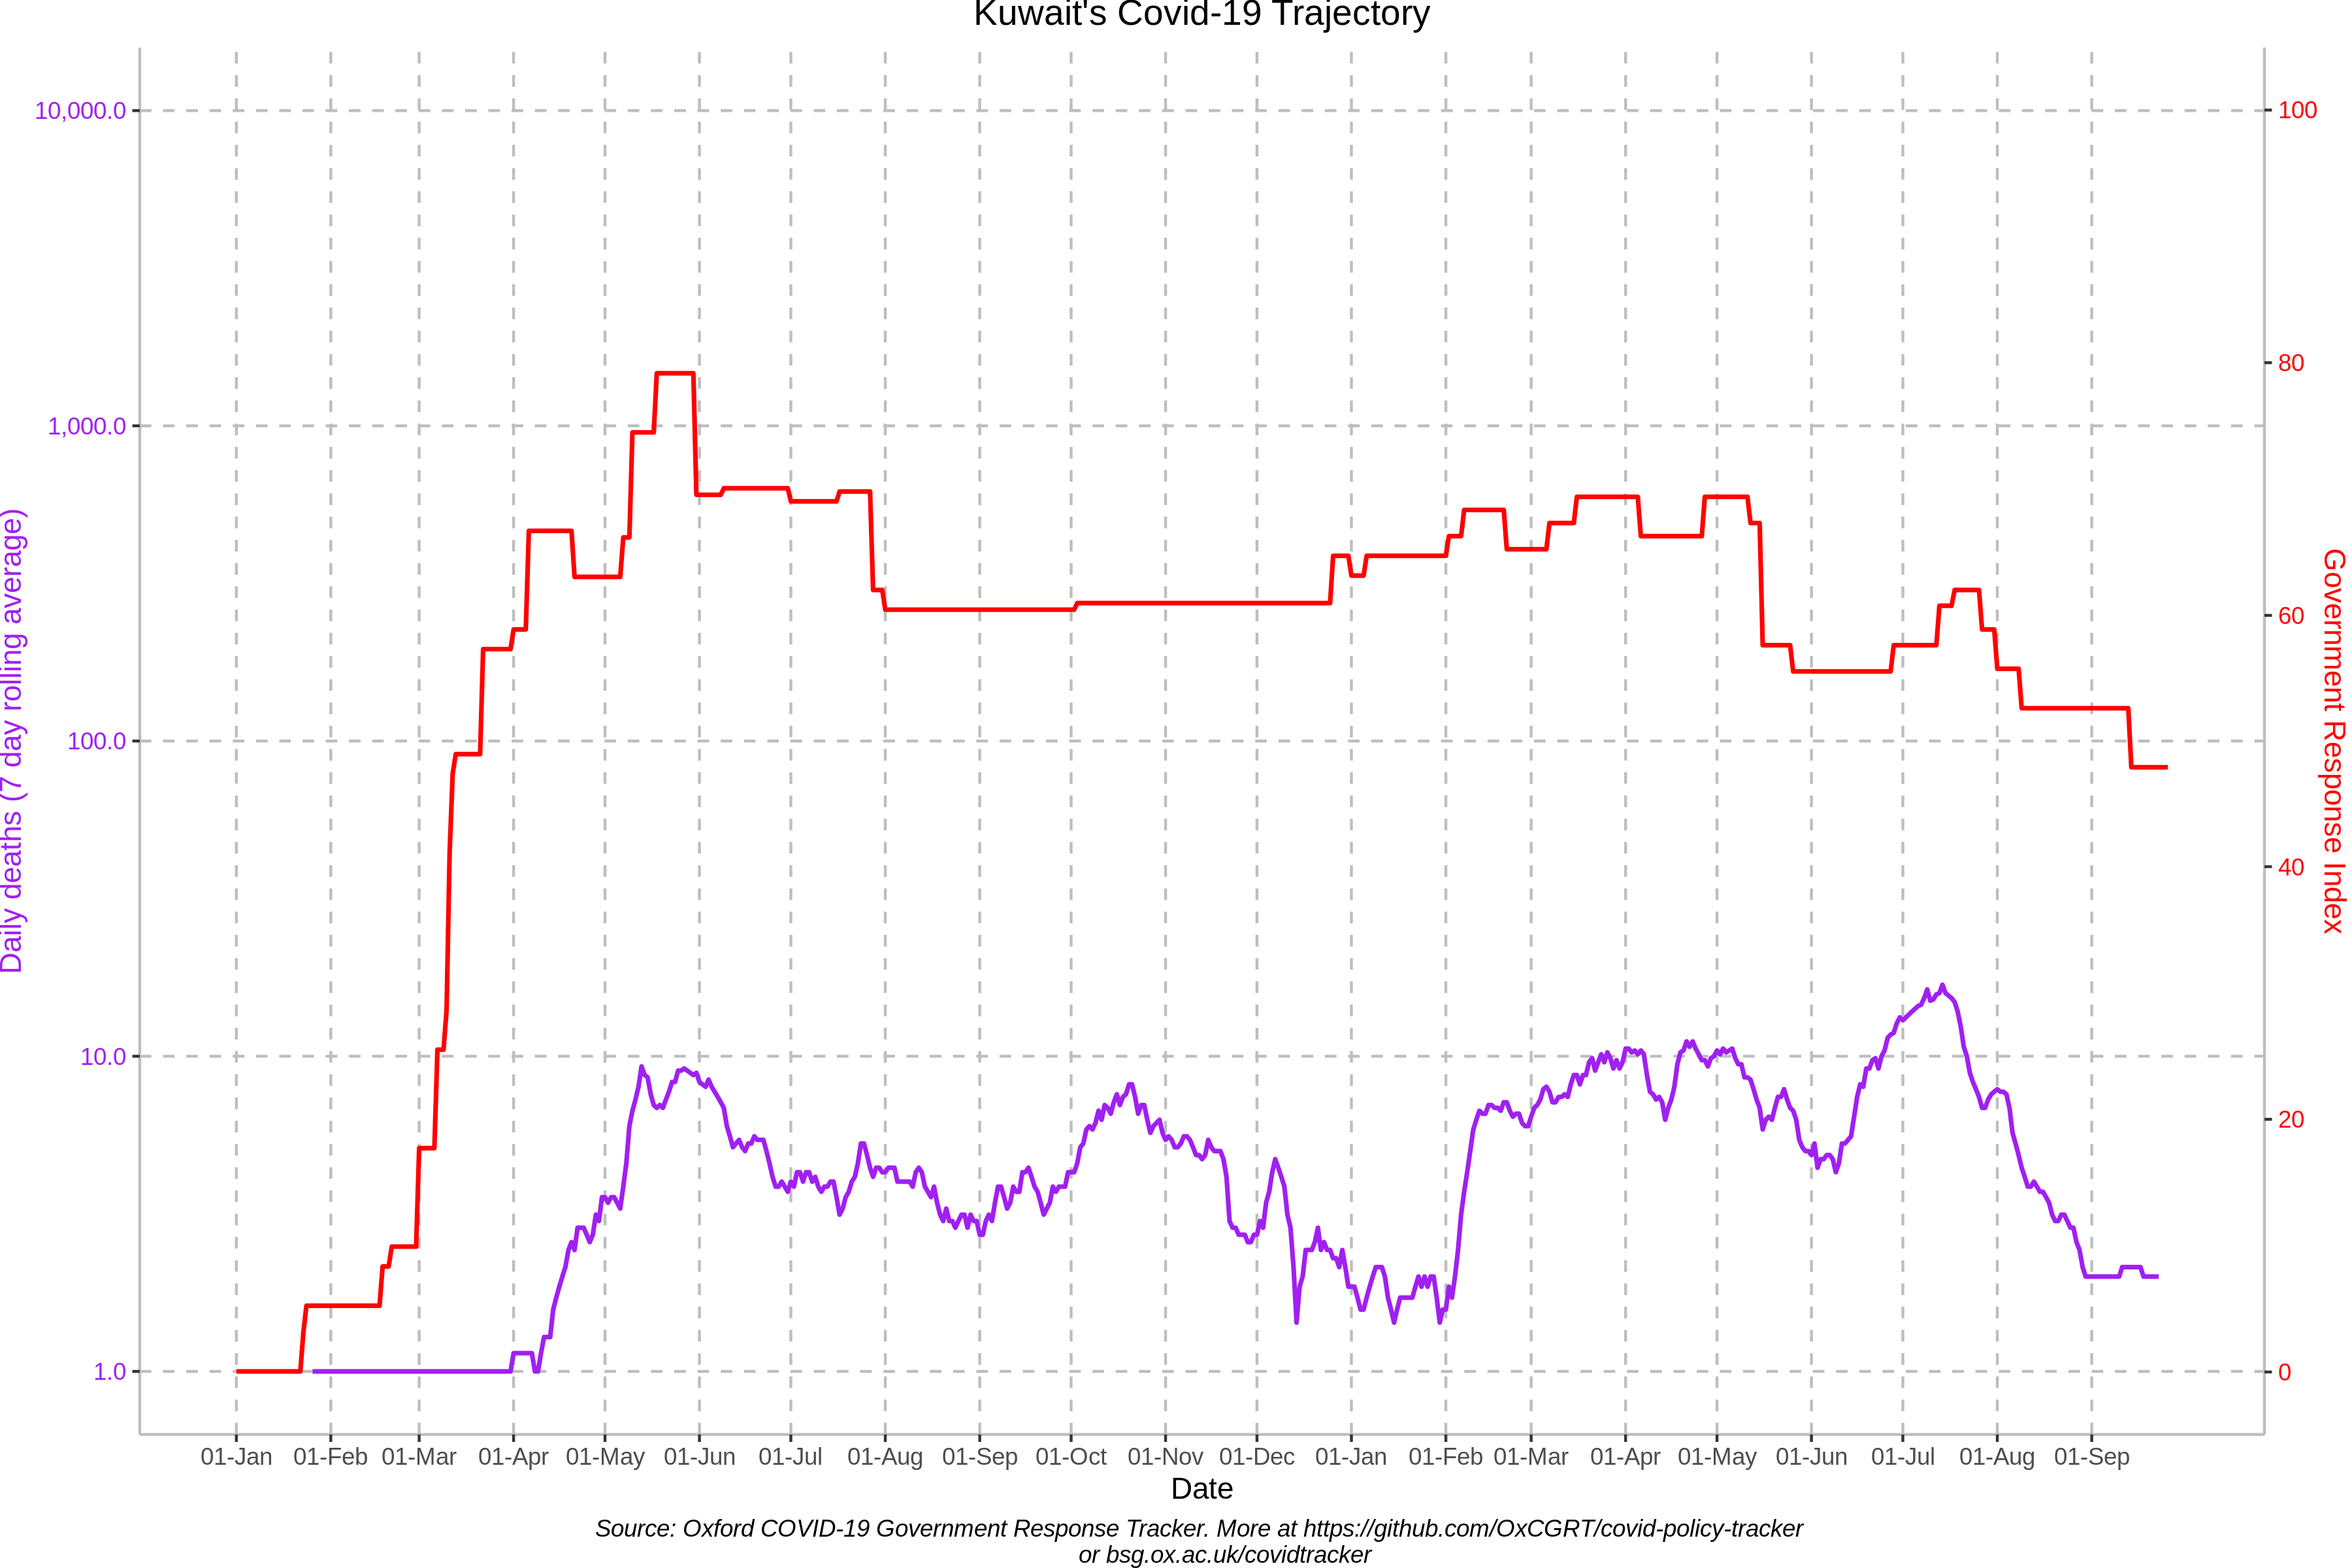 Kuwait's Covid-19 Trajectory
10,000.0
1,000.0
100.0
10.0
1.0
Daily deaths (7 day rolling average)
100
80
60
40
20
0
Government Response Index
01-Jan 01-Feb 01-Mar 01-Apr 01-May 01-Jun 01-Jul 01-Aug 01-Sep 01-Oct 01-Nov 01-Dec 01-Jan 01-Feb 01-Mar 01-Apr 01-May 01-Jun 01-Jul 01-Aug 01-Sep
Date
Source: Oxford COVID-19 Government Response Tracker. More at https://github.com/OxCGRT/covid-policy-tracker
or bsg.ox.ac.uk/covidtracker